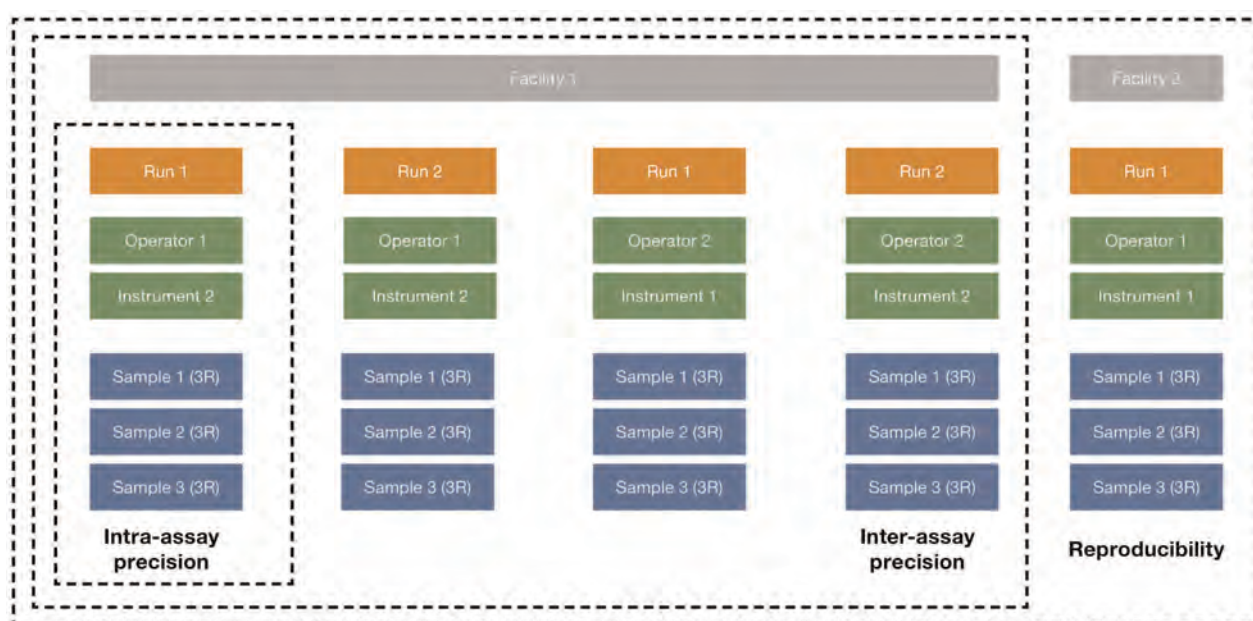 Facility 1
Facility 2
Run 1
Run 2
Run 1
Run 2
Run 1
Operator 1
Operator 1
Operator 2
Operator 2
Operator 1
Instrument 2
Instrument 2
Instrument 1
Instrument 2
Instrument 1
Sample 1 (3R)
Sample 1 (3R)
Sample 1 (3R)
Sample 1 (3R)
Sample 1 (3R)
Sample 2 (3R)
Sample 2 (3R)
Sample 2 (3R)
Sample 2 (3R)
Sample 2 (3R)
Sample 3 (3R)
Sample 3 (3R)
Sample 3 (3R)
Sample 3 (3R)
Sample 3 (3R)
Intra-assay
precision
Inter-assay
precision
Reproducibility